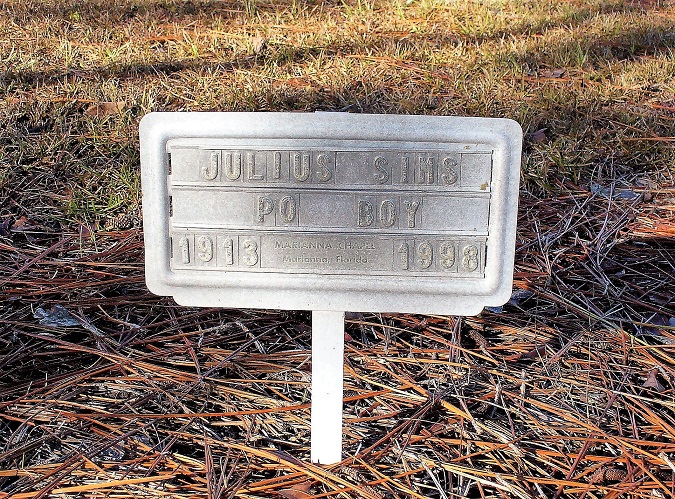 JULIUS SIMS
PO BOY
1913 MARIANNA CHAPEL 1998
Marianna, Florida